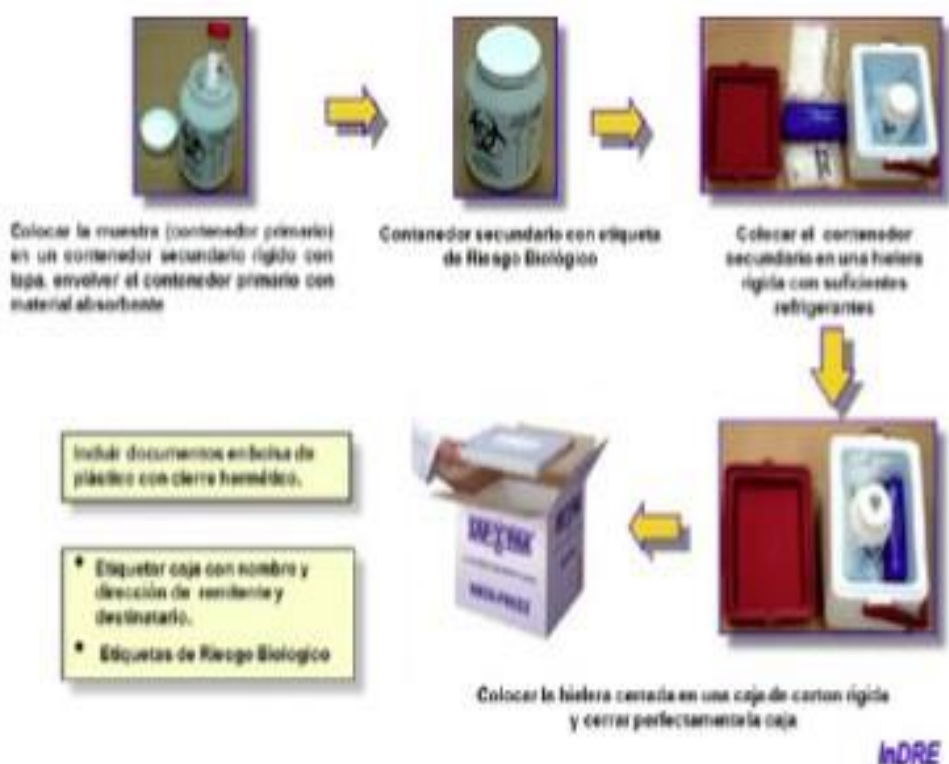 Colocar la muestra (contenedor primario)
en un contenedor secundario rígido con
tapa, envolver el contenedor primario con
material absorbente
Contenedor secundario con etiqueta
de Riesgo Biológico
Colocar el contenedor
secundario en una hielera
rígida con suficientes
refrigerantes
Incluir documentos en bolsa de
plástico con cierre hermético.
• Etiquetar caja con nombre y
dirección de remitente y
destinatario.
• Etiquetas de Riesgo Biologico
Colocar la hielera cerrada en una caja de carton rígida
y cerrar perfectamente la caja
InDRE